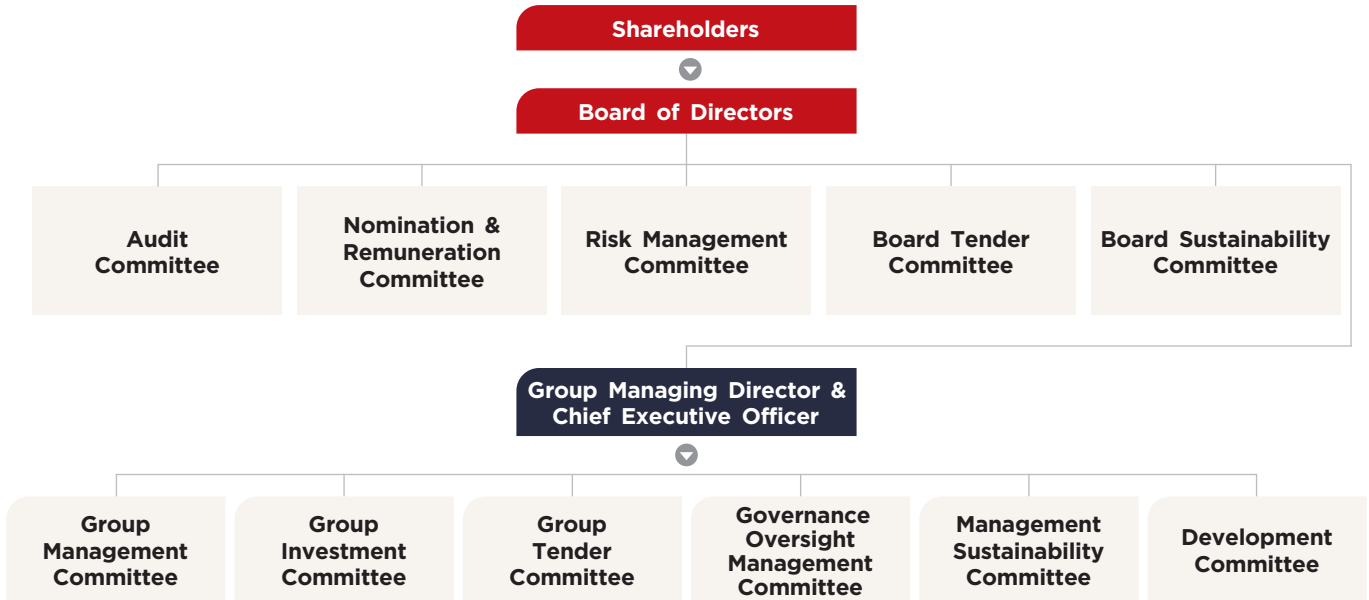 Shareholders
Board of Directors
Audit
Committee
Nomination &
Remuneration
Committee
Risk Management
Committee
Board Tender
Committee
Board Sustainability
Committee
Group Managing Director &
Chief Executive Officer
Group
Management
Committee
Group
Investment
Committee
Group
Tender
Committee
Governance
Oversight
Management
Committee
Management
Sustainability
Committee
Development
Committee